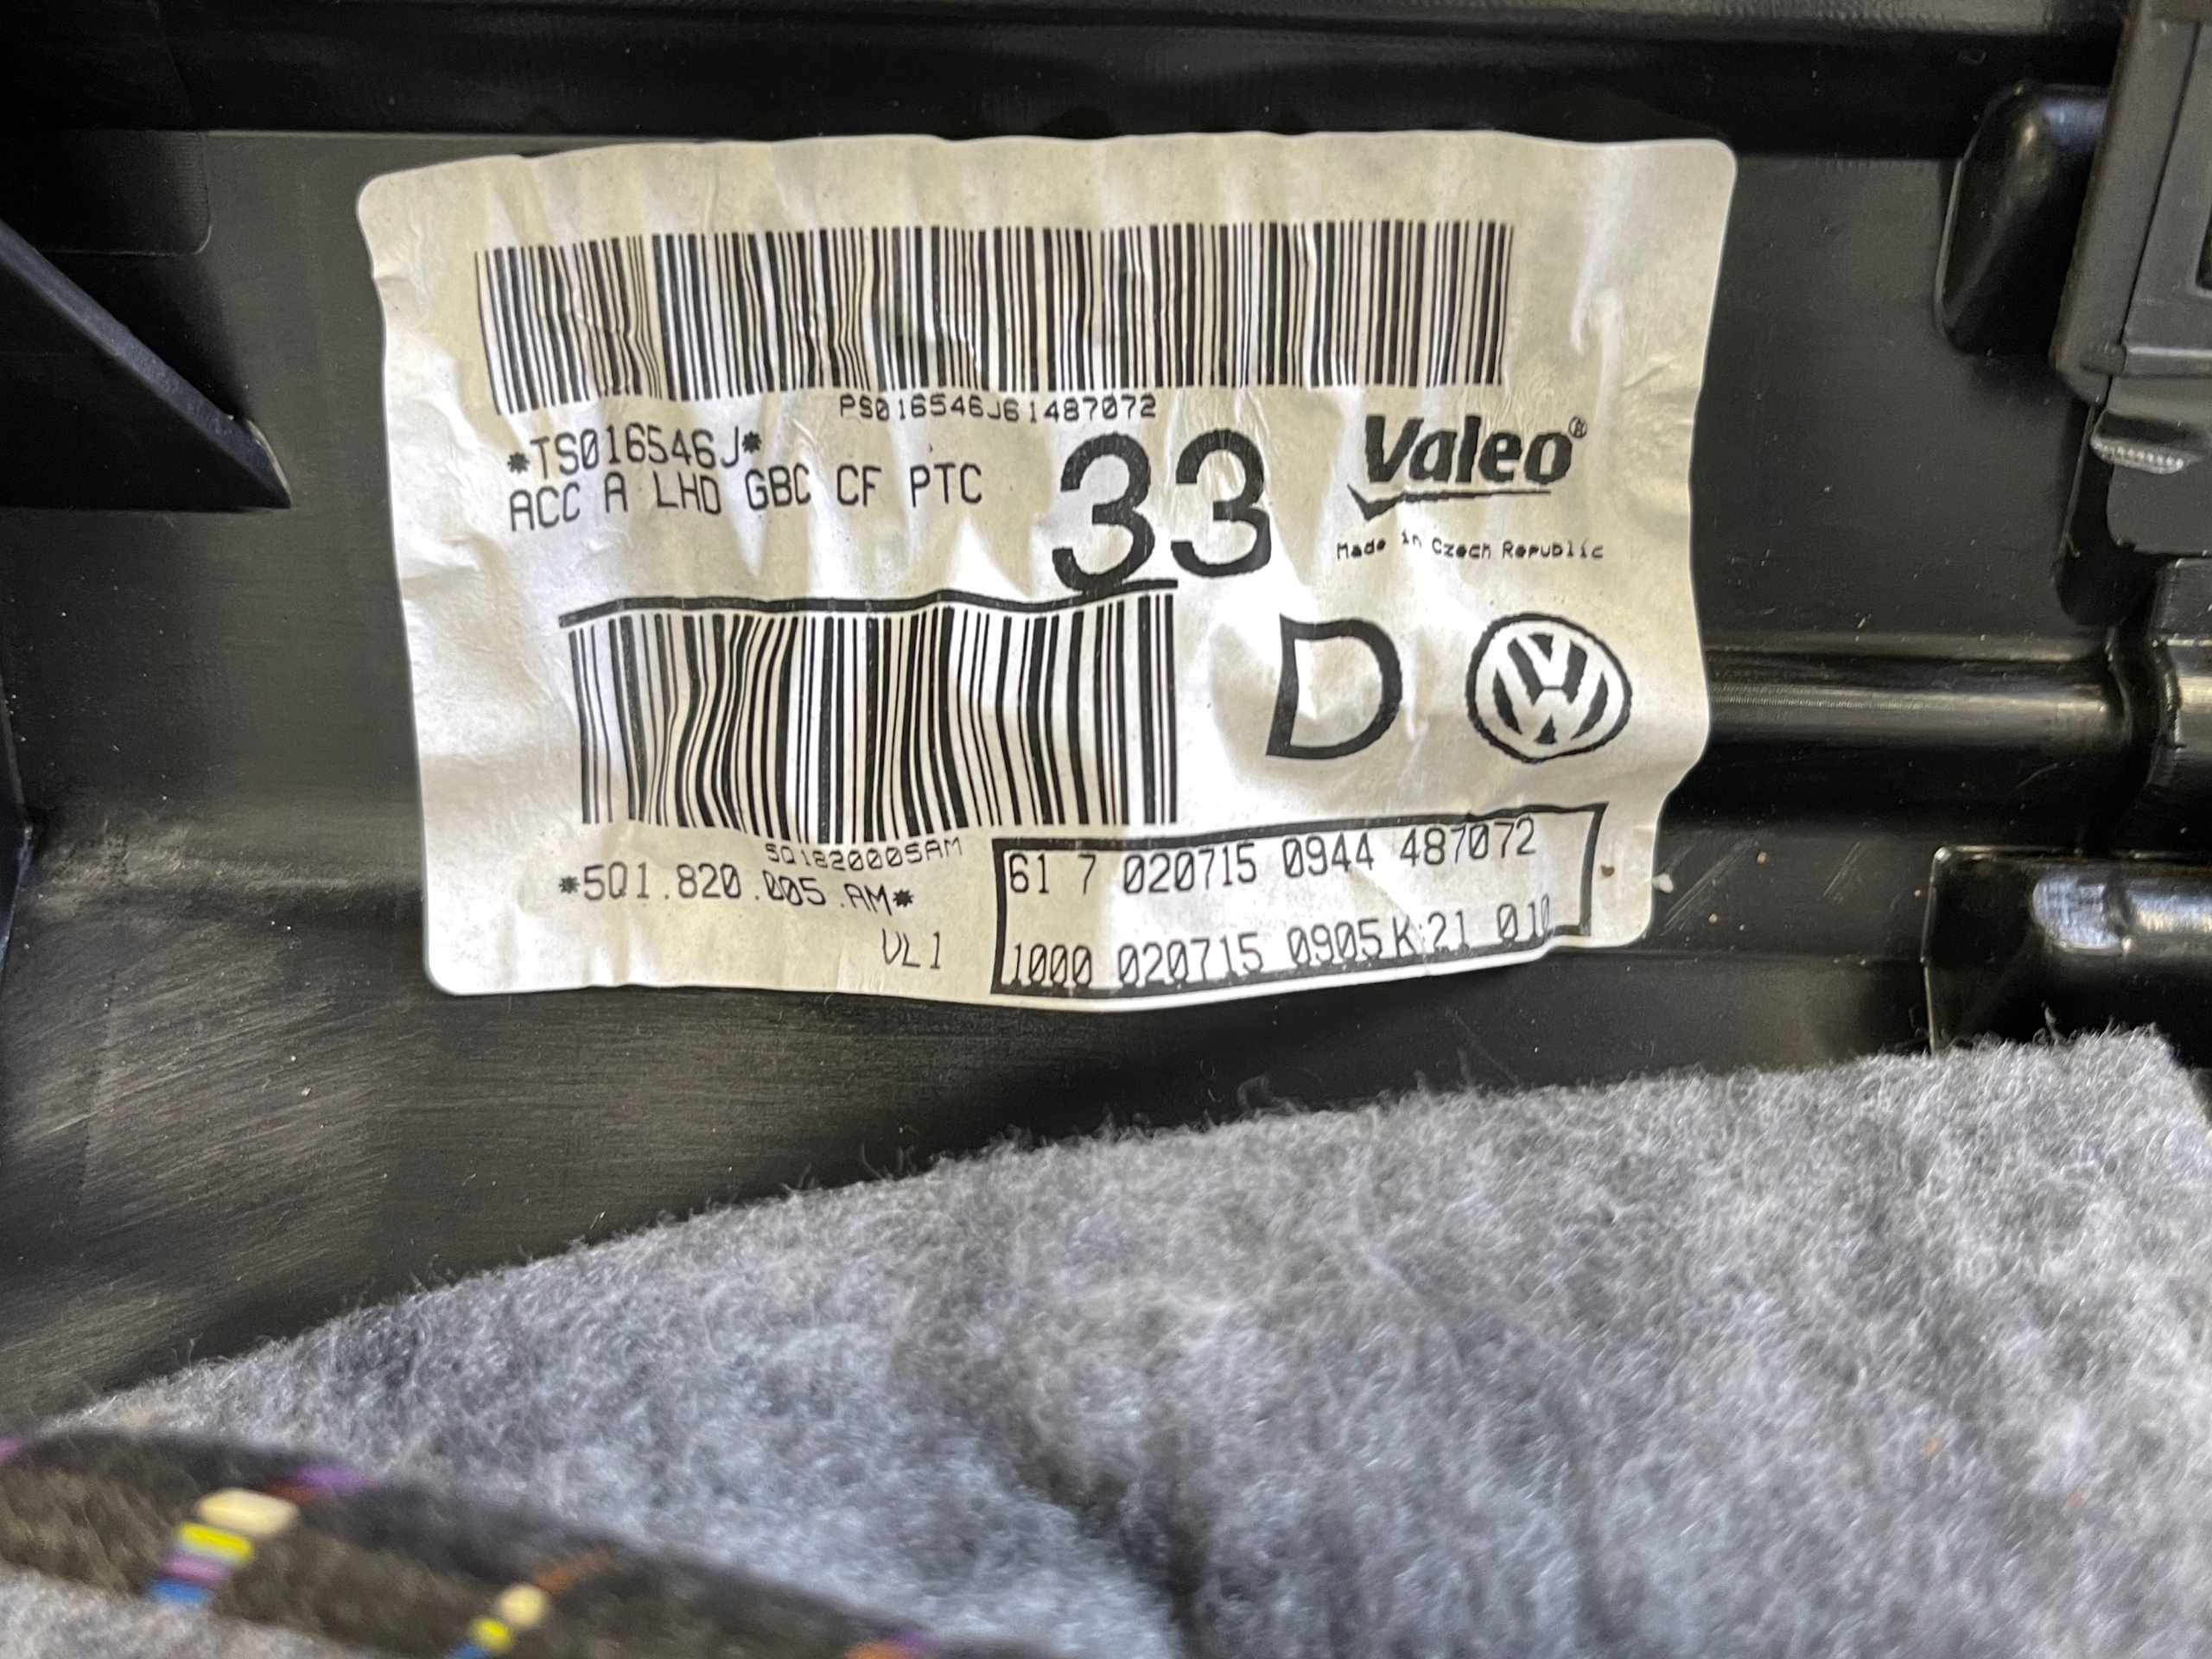 PS016546J61487072
*TS016546J*
ACC A LHD GBC CF PTC
33
Valeo®
Made in Czech Republic
D
VW
5Q1820005AM
*5Q1.820.005.AM*
VL1
61 7 020715 0944 487072
1000 020715 0905 K:21 010